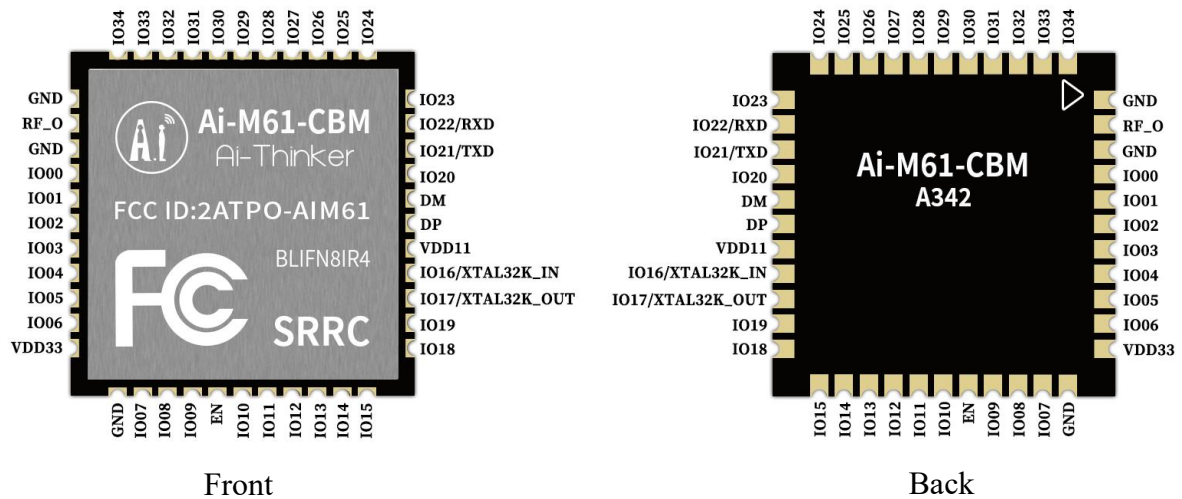 IO34 IO33 IO32 IO31 IO30 IO29 IO28 IO27 IO26 IO25 IO24
GND
RF_O
GND
IO00
IO01
IO02
IO03
IO04
IO05
IO06
VDD33
A.i
Ai-M61-CBM
Ai-Thinker
FCC ID:2ATPO-AIM61
BLIFN8IR4
FC
SRRC
IO23
IO22/RXD
IO21/TXD
IO20
DM
DP
VDD11
IO16/XTAL32K_IN
IO17/XTAL32K_OUT
IO19
IO18
GND IO07 IO08 IO09 EN IO10 IO11 IO12 IO13 IO14 IO15
Front
IO24 IO25 IO26 IO27 IO28 IO29 IO30 IO31 IO32 IO33 IO34
IO23
IO22/RXD
IO21/TXD
IO20
DM
DP
VDD11
IO16/XTAL32K_IN
IO17/XTAL32K_OUT
IO19
IO18
Ai-M61-CBM
A342
GND
RF_O
GND
IO00
IO01
IO02
IO03
IO04
IO05
IO06
VDD33
IO15 IO14 IO13 IO12 IO11 IO10 EN IO09 IO08 IO07 GND
Back